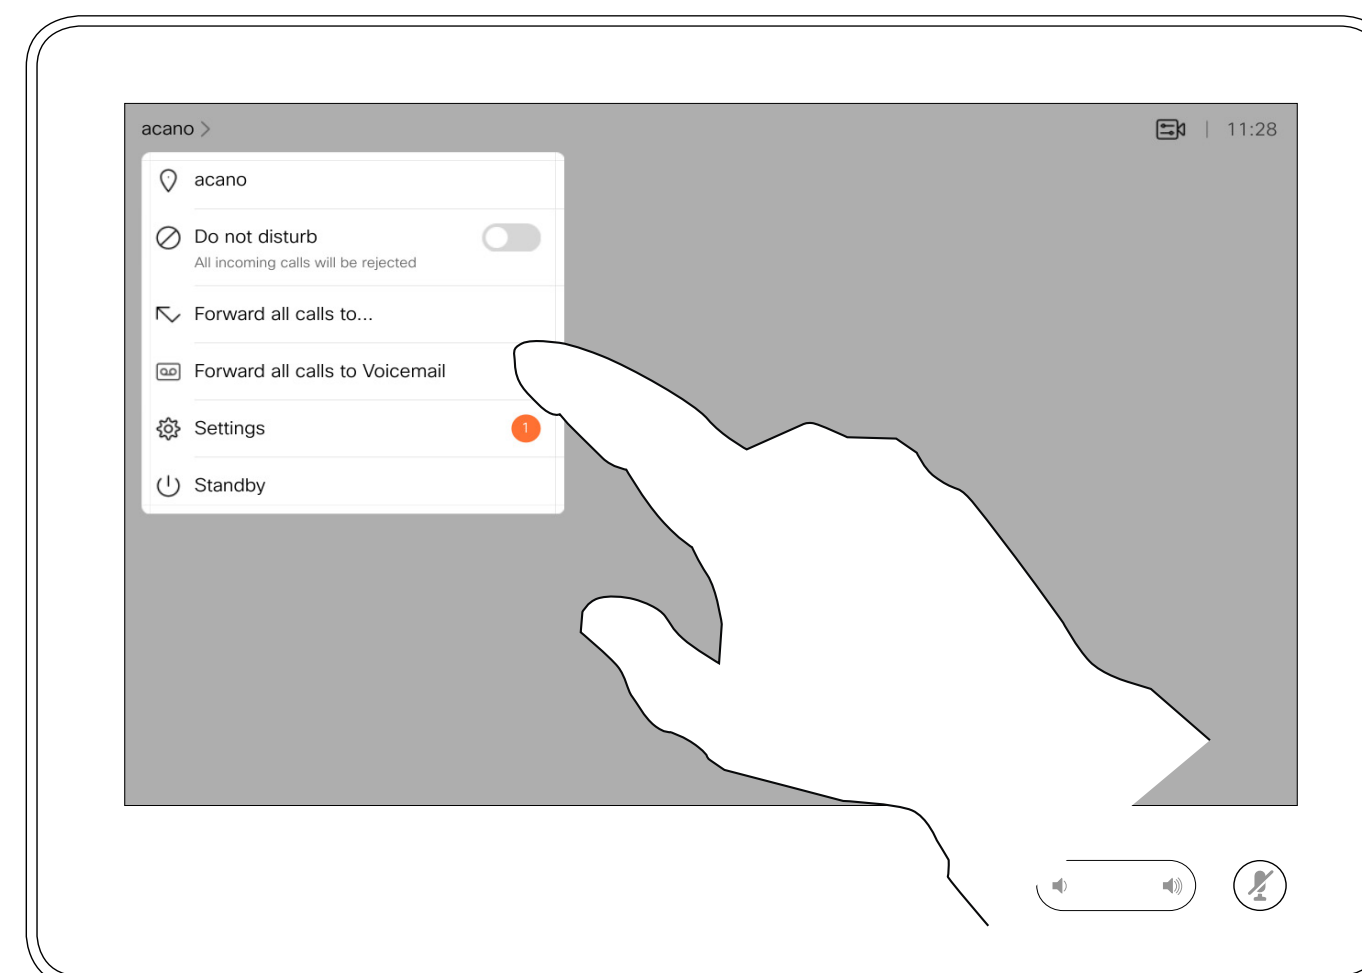 acano
11:28
acano
Do not disturb
All incoming calls will be rejected
Forward all calls to...
Forward all calls to Voicemail
Settings
1
Standby